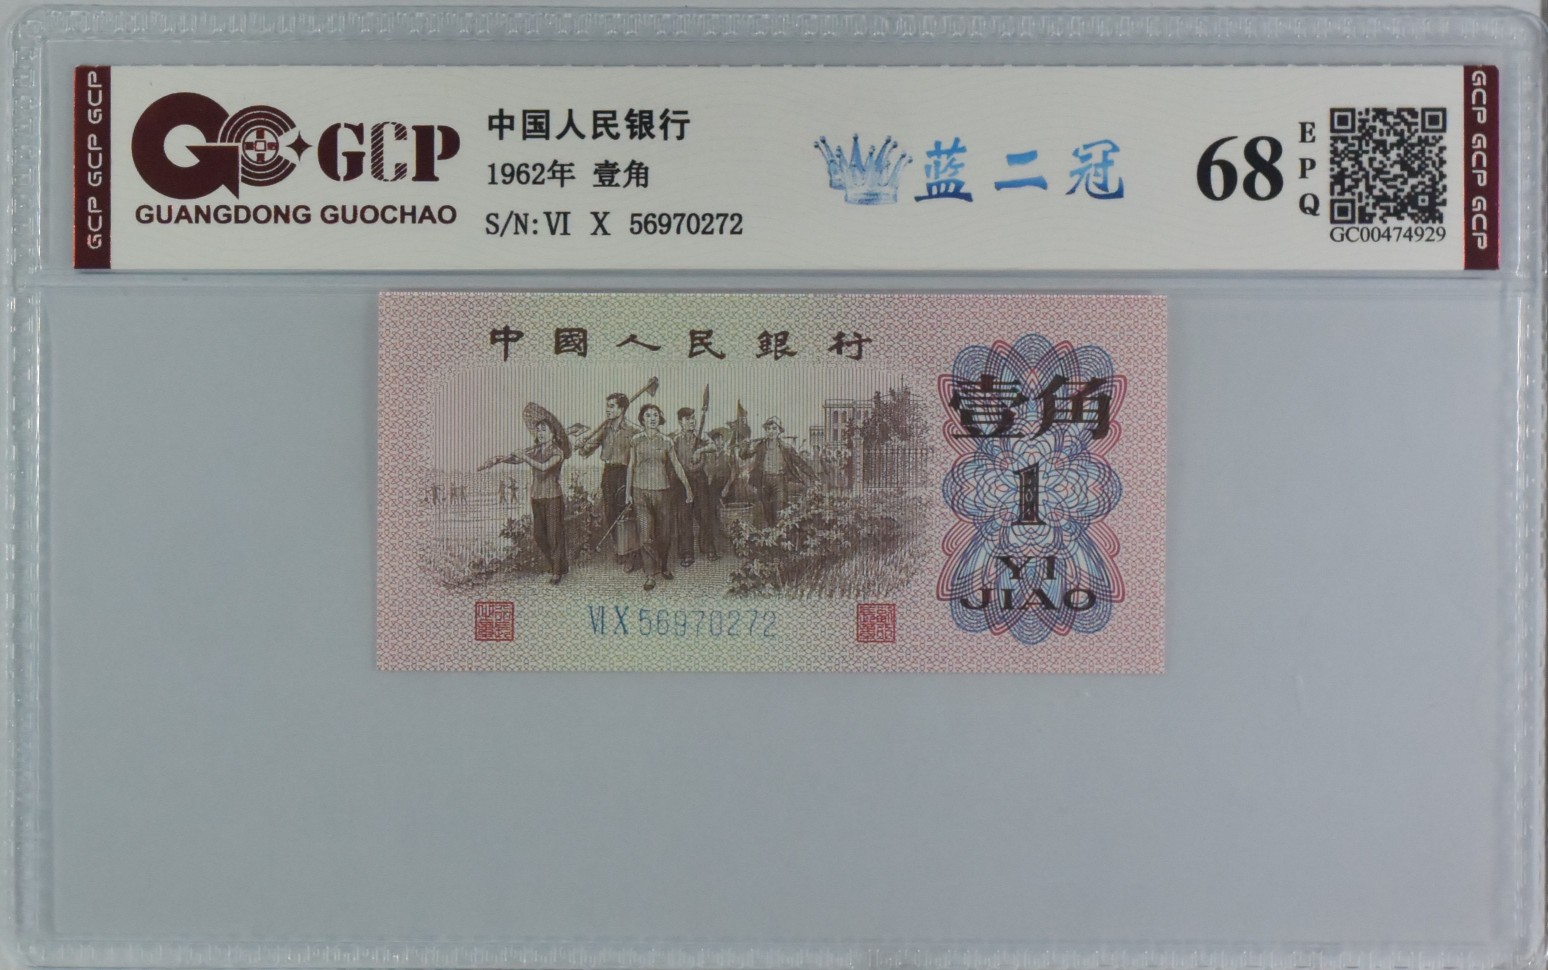 GCP GCP GCP
GCP
GUANGDONG GUOCHAO
中国人民银行
1962年 壹角
S/N: VI X 56970272
蓝二冠
68
EPQ
GC00474929
GCP GCP GCP
中國人民銀行
壹角
1
YI
JIAO
VI X 56970272